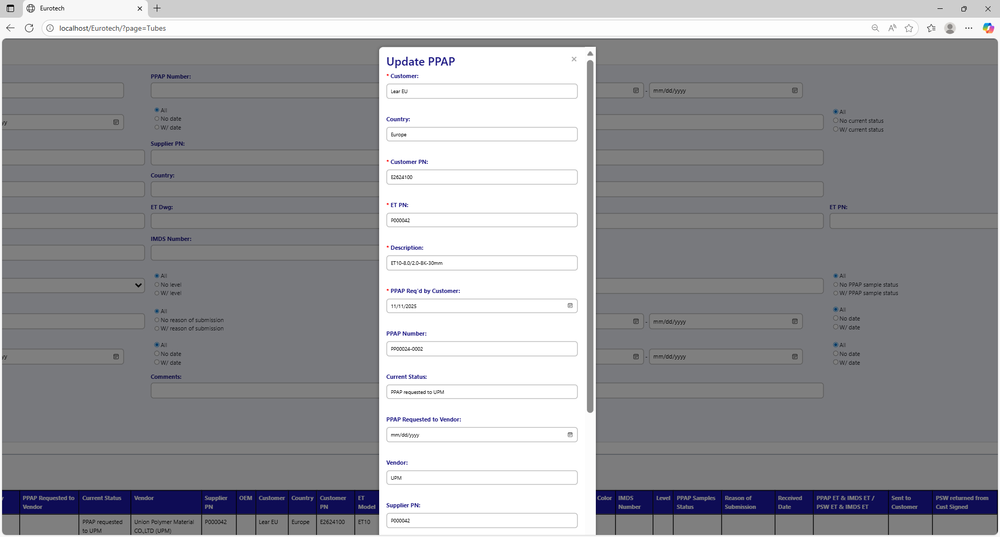 Eurotech
localhost/Eurotech/?page=Tubes
Update PPAP
* Customer:
Lear EU
Country:
Europe
* Customer PN:
E2624100
* ET PN:
P000042
* Description:
ET10-8.0/2.0-BK-30mm
* PPAP Req'd by Customer:
11/11/2025
PPAP Number:
PP00024-0002
Current Status:
PPAP requested to UPM
PPAP Requested to Vendor:
mm/dd/yyyy
Vendor:
UPM
Supplier PN:
P000042
PPAP Number:
- mm/dd/yyyy
yy
All
No date
W/ date
All
No current status
W/ current status
Supplier PN:
Country:
ET Dwg:
ET PN:
IMDS Number:
All
No level
W/ level
All
No PPAP sample status
W/ PPAP sample status
All
No reason of submission
W/ reason of submission
- mm/dd/yyyy
All
No date
W/ date
yy
All
No date
W/ date
- mm/dd/yyyy
All
No date
W/ date
Comments:
y
PPAP Requested to
Vendor
Current Status
Vendor
Supplier
PN
OEM
Customer
Country
Customer
PN
ET
Model
Color
IMDS
Number
Level
PPAP Samples
Status
Reason of
Submission
Received
Date
PPAP ET & IMDS ET /
PSW ET & IMDS ET
Sent to
Customer
PSW returned from
Cust Signed
PPAP requested
to UPM
Union Polymer Material
CO.,LTD (UPM)
P000042
Lear EU
Europe
E2624100
ET10